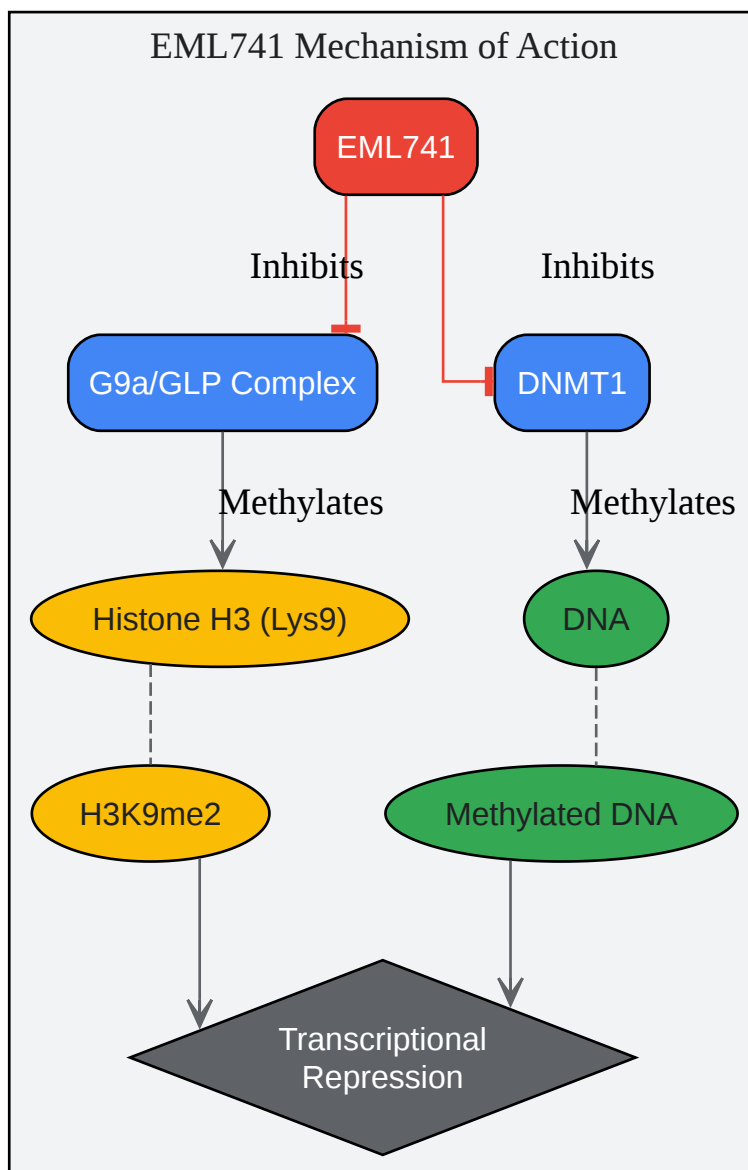 EML741 Mechanism of Action
EML741
Inhibits
Inhibits
G9a/GLP Complex
DNMT1
Methylates
Methylates
Histone H3 (Lys9)
DNA
H3K9me2
Methylated DNA
Transcriptional
Repression